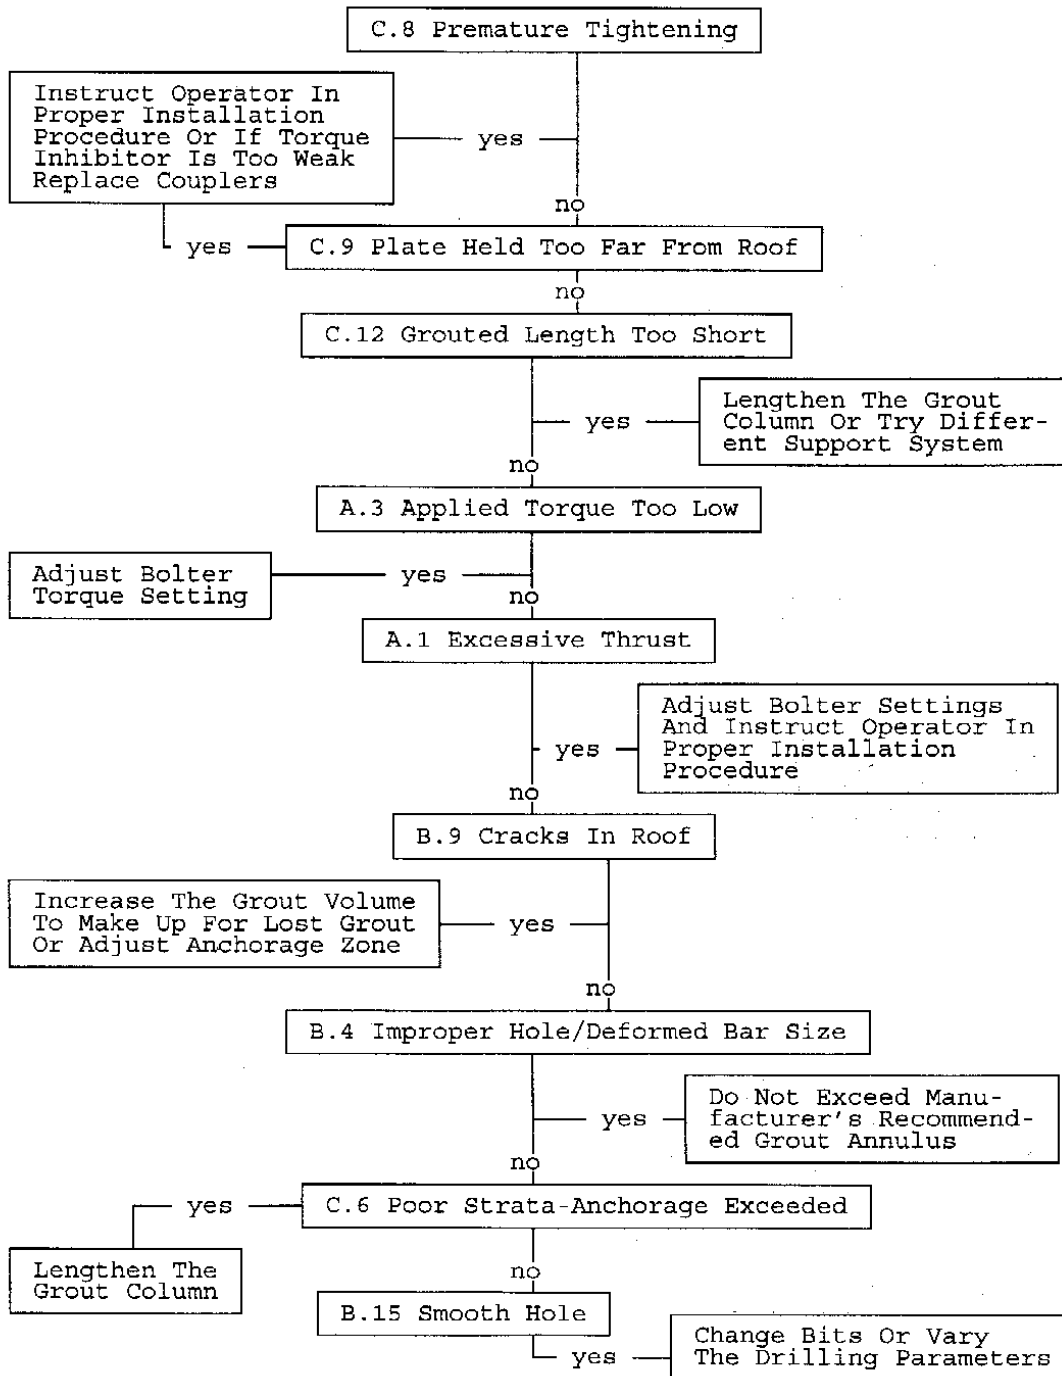 C.8 Premature Tightening
Instruct Operator In
Proper Installation
Procedure Or If Torque
Inhibitor Is Too Weak
Replace Couplers
yes
no
yes
C.9 Plate Held Too Far From Roof
no
C.12 Grouted Length Too Short
yes
Lengthen The Grout
Column Or Try Differ-
ent Support System
no
A.3 Applied Torque Too Low
Adjust Bolter
Torque Setting
yes
no
A.1 Excessive Thrust
yes
Adjust Bolter Settings
And Instruct Operator In
Proper Installation
Procedure
no
B.9 Cracks In Roof
Increase The Grout Volume
To Make Up For Lost Grout
Or Adjust Anchorage Zone
yes
no
B.4 Improper Hole/Deformed Bar Size
yes
Do Not Exceed Manu-
facturer's Recommend-
ed Grout Annulus
no
yes
C.6 Poor Strata-Anchorage Exceeded
Lengthen The
Grout Column
no
B.15 Smooth Hole
yes
Change Bits Or Vary
The Drilling Parameters